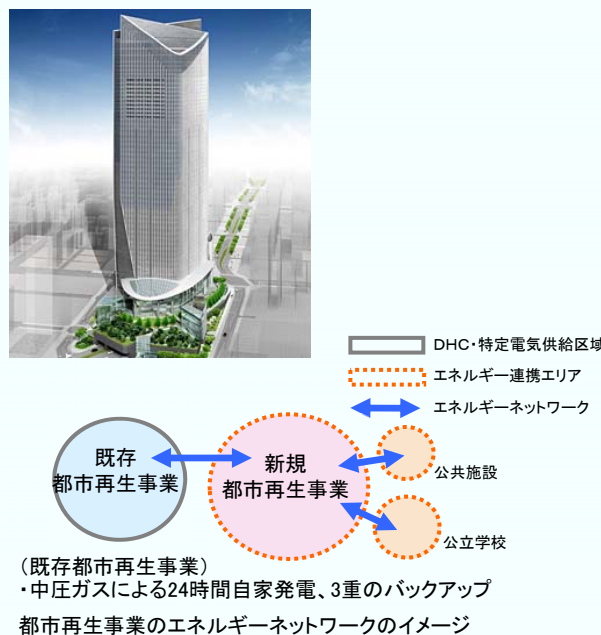 DHC・特定電気供給区域
エネルギー連携エリア
エネルギーネットワーク
既存
都市再生事業
新規
都市再生事業
公共施設
公立学校
(既存都市再生事業)
・中圧ガスによる24時間自家発電、3重のバックアップ
都市再生事業のエネルギーネットワークのイメージ